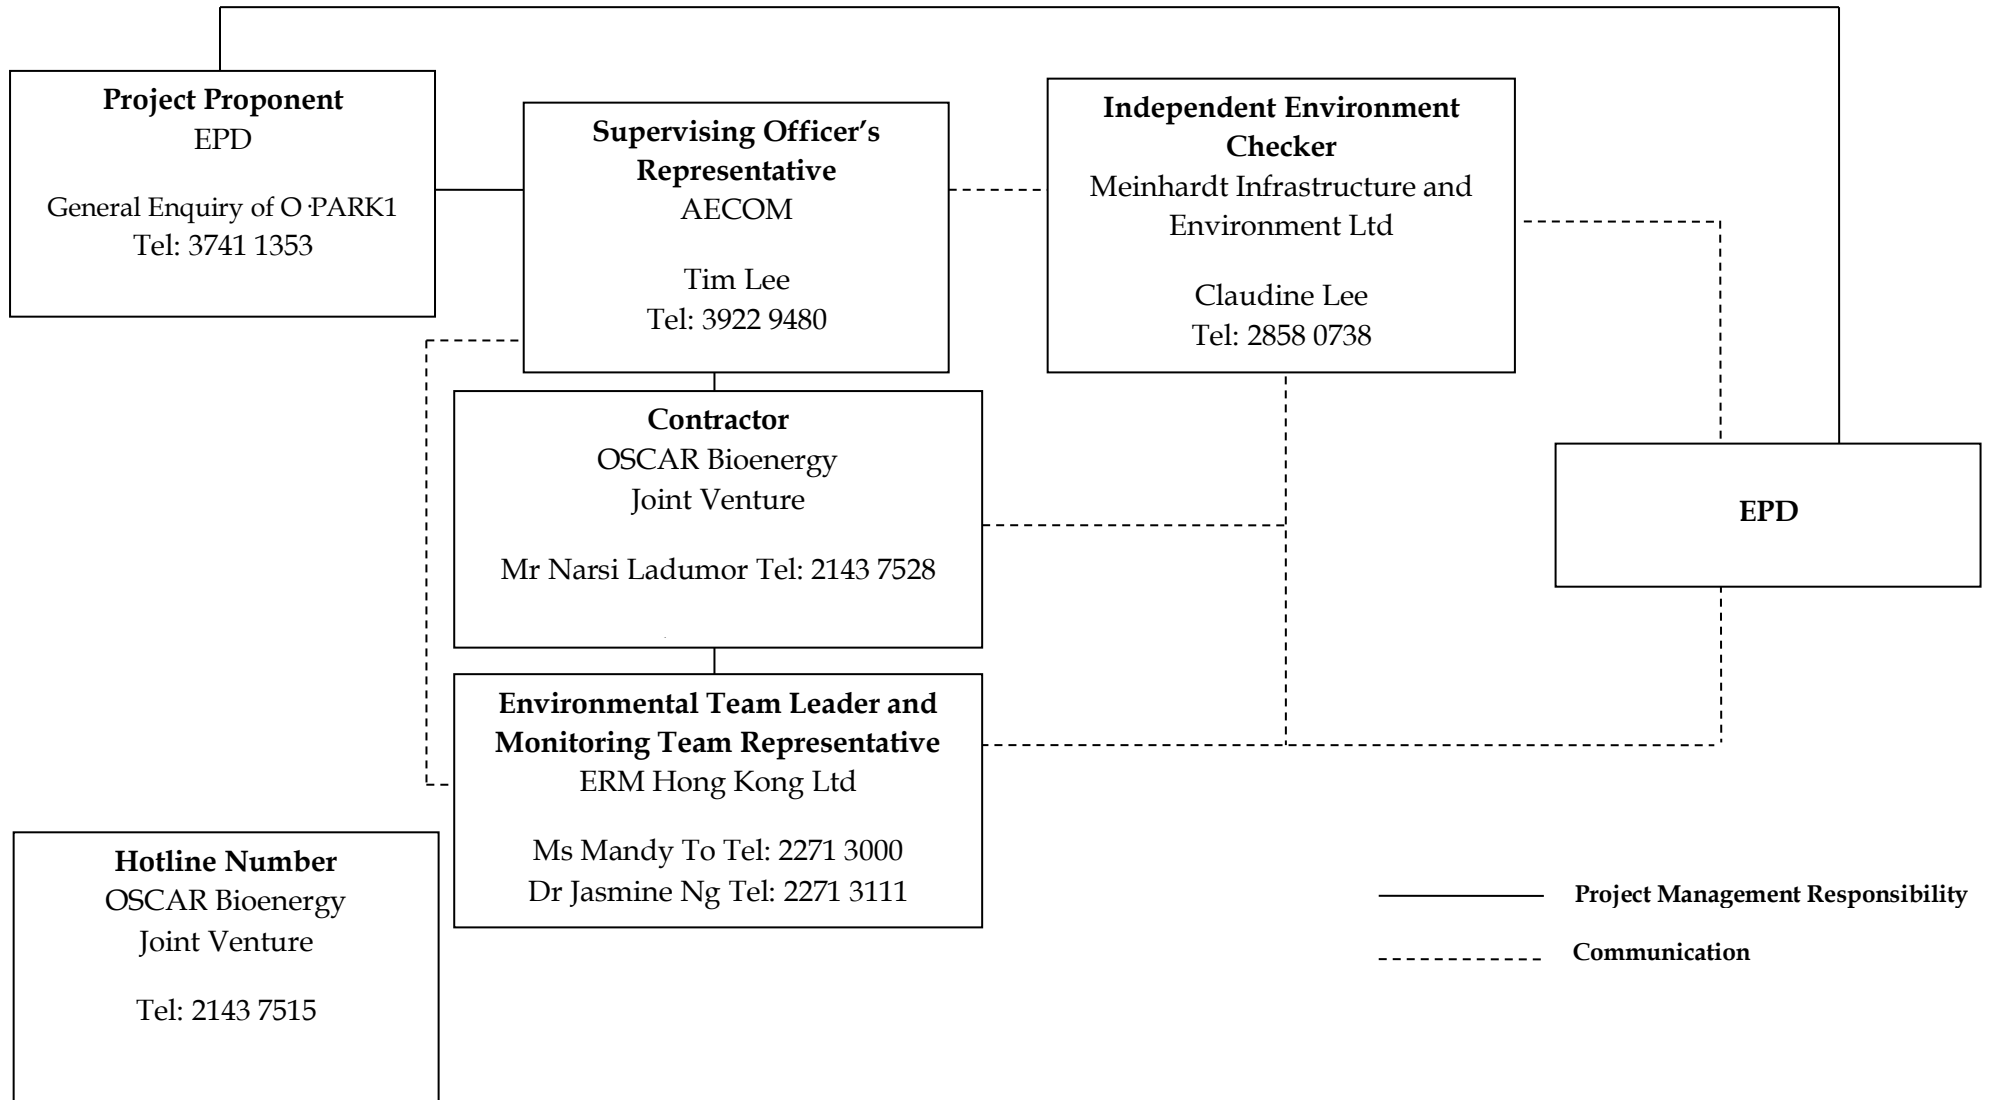 Project Proponent
EPD
General Enquiry of O·PARK1
Tel: 3741 1353
Supervising Officer’s
Representative
AECOM
Tim Lee
Tel: 3922 9480
Independent Environment
Checker
Meinhardt Infrastructure and
Environment Ltd
Claudine Lee
Tel: 2858 0738
Contractor
OSCAR Bioenergy
Joint Venture
Mr Narsi Ladumor Tel: 2143 7528
EPD
Environmental Team Leader and
Monitoring Team Representative
ERM Hong Kong Ltd
Ms Mandy To Tel: 2271 3000
Dr Jasmine Ng Tel: 2271 3111
Hotline Number
OSCAR Bioenergy
Joint Venture
Tel: 2143 7515
Project Management Responsibility
Communication